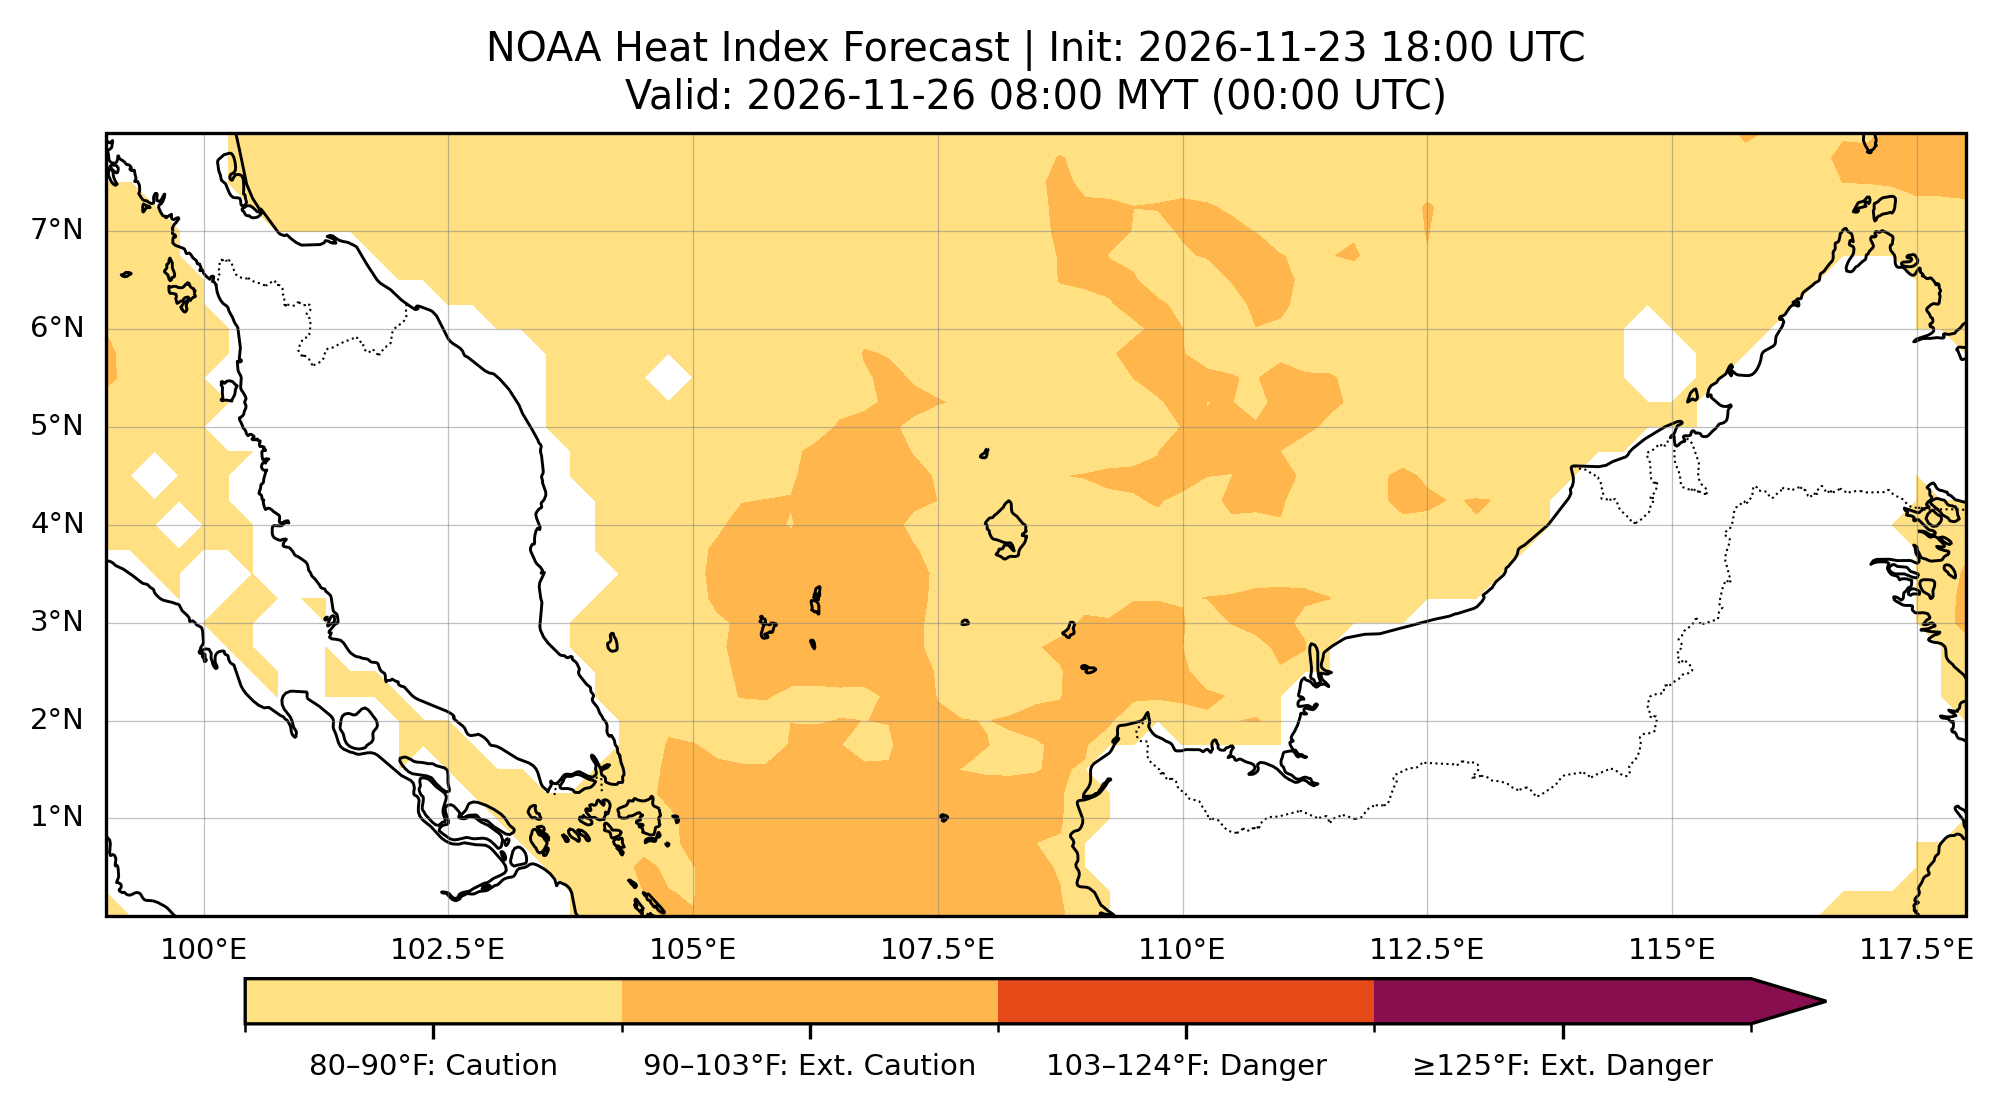 NOAA Heat Index Forecast | Init: 2026-11-23 18:00 UTC
Valid: 2026-11-26 08:00 MYT (00:00 UTC)
7°N
6°N
5°N
4°N
3°N
2°N
1°N
100°E 102.5°E 105°E 107.5°E 110°E 112.5°E 115°E 117.5°E
80–90°F: Caution 90–103°F: Ext. Caution 103–124°F: Danger ≥125°F: Ext. Danger